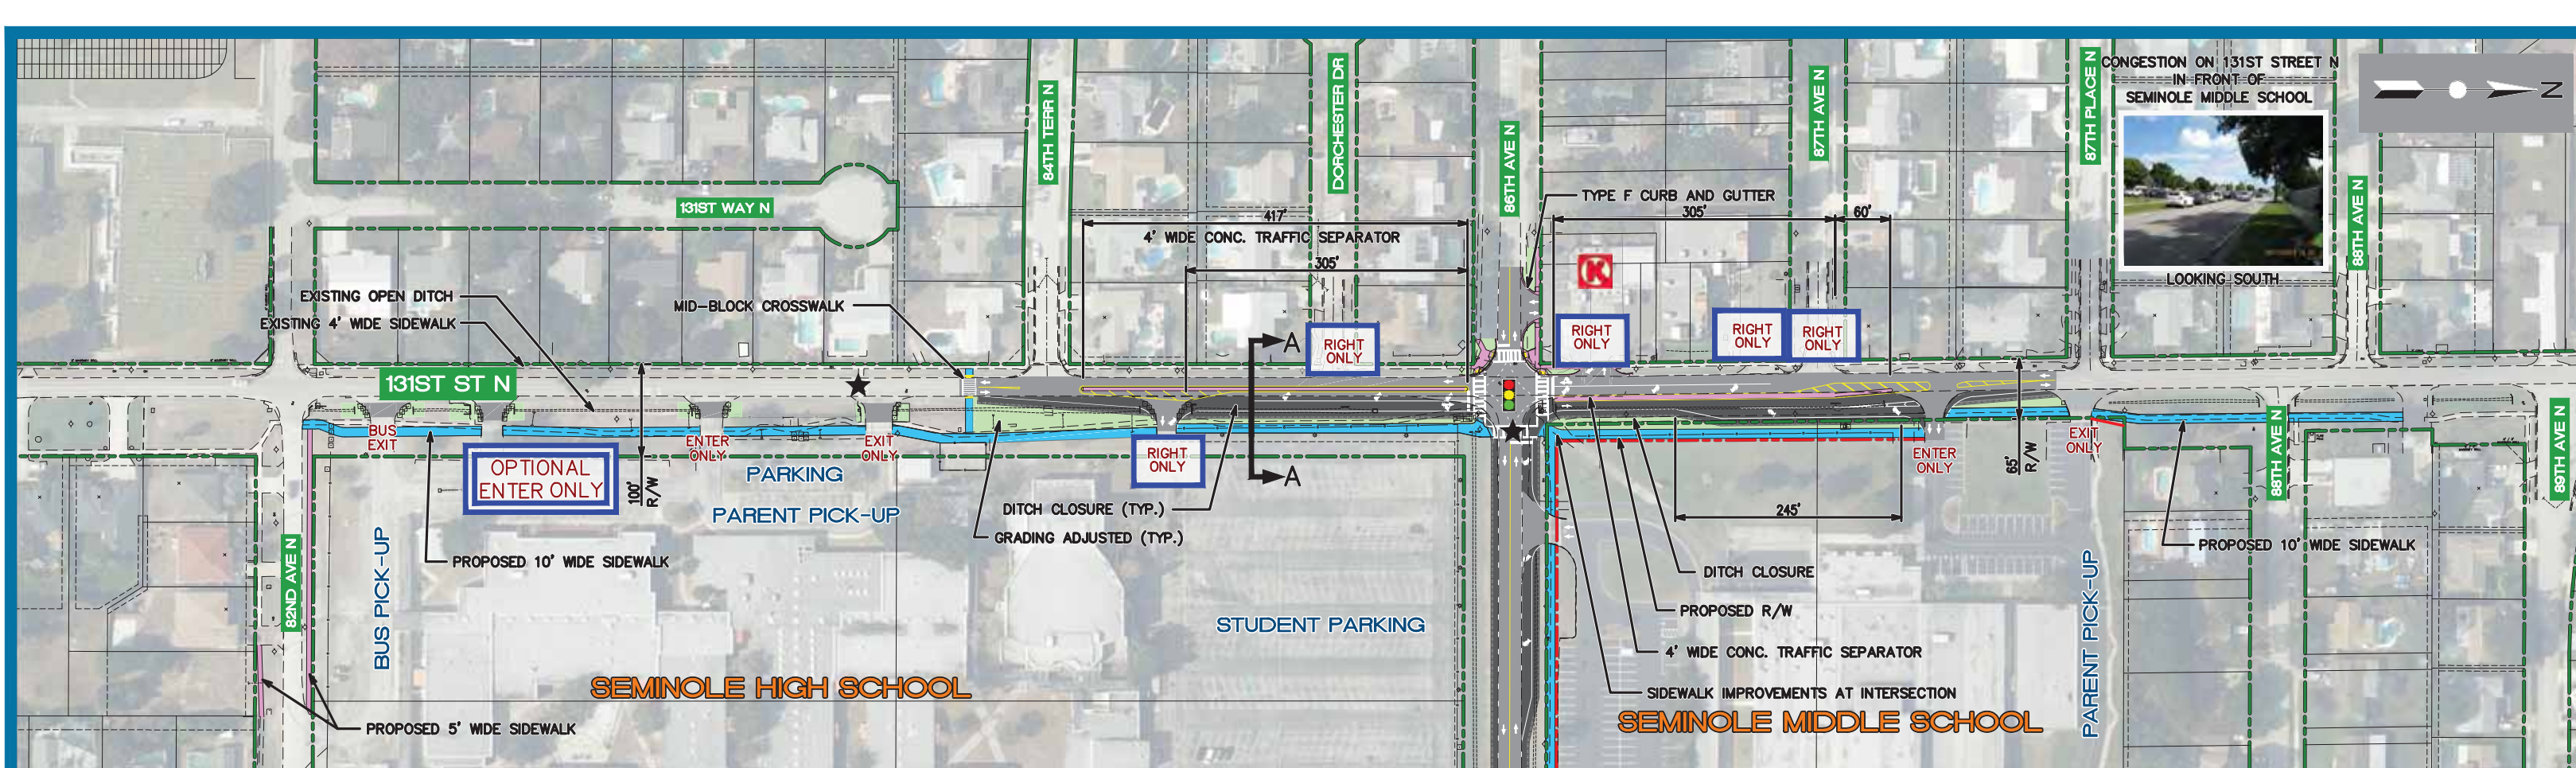 CONGESTION ON 131ST STREET N
IN FRONT OF
SEMINOLE MIDDLE SCHOOL
LOOKING SOUTH
N
84TH TERR N
DORCHESTER DR
86TH AVE N
87TH AVE N
87TH PLACE N
88TH AVE N
131ST WAY N
TYPE F CURB AND GUTTER
417'
4' WIDE CONC. TRAFFIC SEPARATOR
305'
305'
60'
K
EXISTING OPEN DITCH
EXISTING 4' WIDE SIDEWALK
MID-BLOCK CROSSWALK
A
RIGHT
ONLY
RIGHT
ONLY
RIGHT
ONLY
RIGHT
ONLY
131ST ST N
BUS
EXIT
ENTER
ONLY
EXIT
ONLY
OPTIONAL
ENTER ONLY
100'
R/W
PARKING
PARENT PICK-UP
RIGHT
ONLY
A
DITCH CLOSURE (TYP.)
GRADING ADJUSTED (TYP.)
ENTER
ONLY
65'
R/W
EXIT
ONLY
88TH AVE N
89TH AVE N
245'
PROPOSED 10' WIDE SIDEWALK
PROPOSED 10' WIDE SIDEWALK
82ND AVE N
BUS PICK-UP
DITCH CLOSURE
PROPOSED R/W
4' WIDE CONC. TRAFFIC SEPARATOR
SIDEWALK IMPROVEMENTS AT INTERSECTION
STUDENT PARKING
PARENT PICK-UP
SEMINOLE HIGH SCHOOL
SEMINOLE MIDDLE SCHOOL
PROPOSED 5' WIDE SIDEWALK